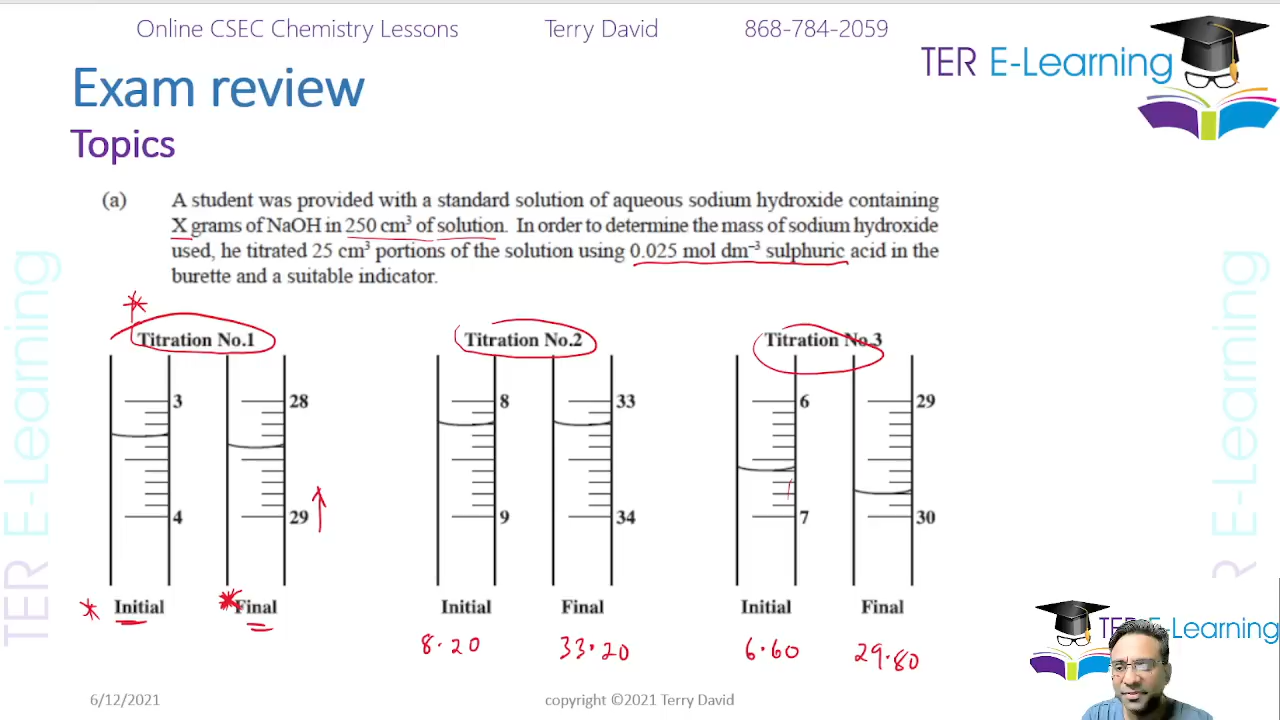 Online CSEC Chemistry Lessons Terry David 868-784-2059
TER E-Learning
Exam review
Topics
(a) A student was provided with a standard solution of aqueous sodium hydroxide containing
X grams of NaOH in 250 cm³ of solution. In order to determine the mass of sodium hydroxide
used, he titrated 25 cm³ portions of the solution using 0.025 mol dm⁻³ sulphuric acid in the
burette and a suitable indicator.
Titration No.1 Titration No.2 Titration No.3
3 28 8 33 6 29
4 29 9 34 7 30
Initial Final Initial Final Initial Final
8.20 33.20 6.60 29.80
TER E-Learning
TER E-Learning
TER E-Learning
6/12/2021 copyright ©2021 Terry David